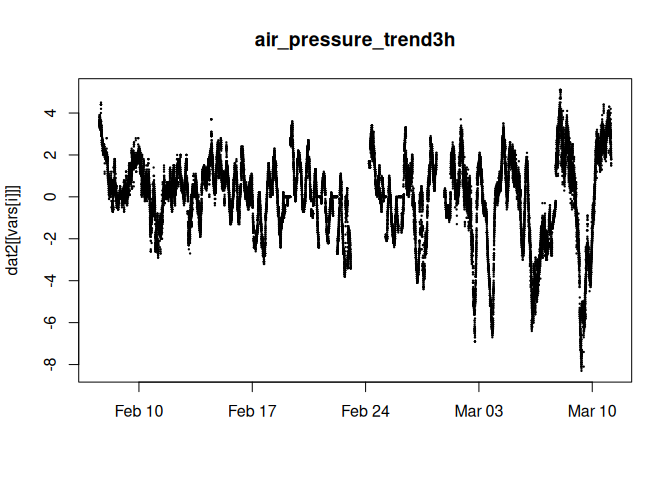 air_pressure_trend3h
dat2[[vars[i]]]
4
2
0
-2
-4
-6
-8
Feb 10
Feb 17
Feb 24
Mar 03
Mar 10